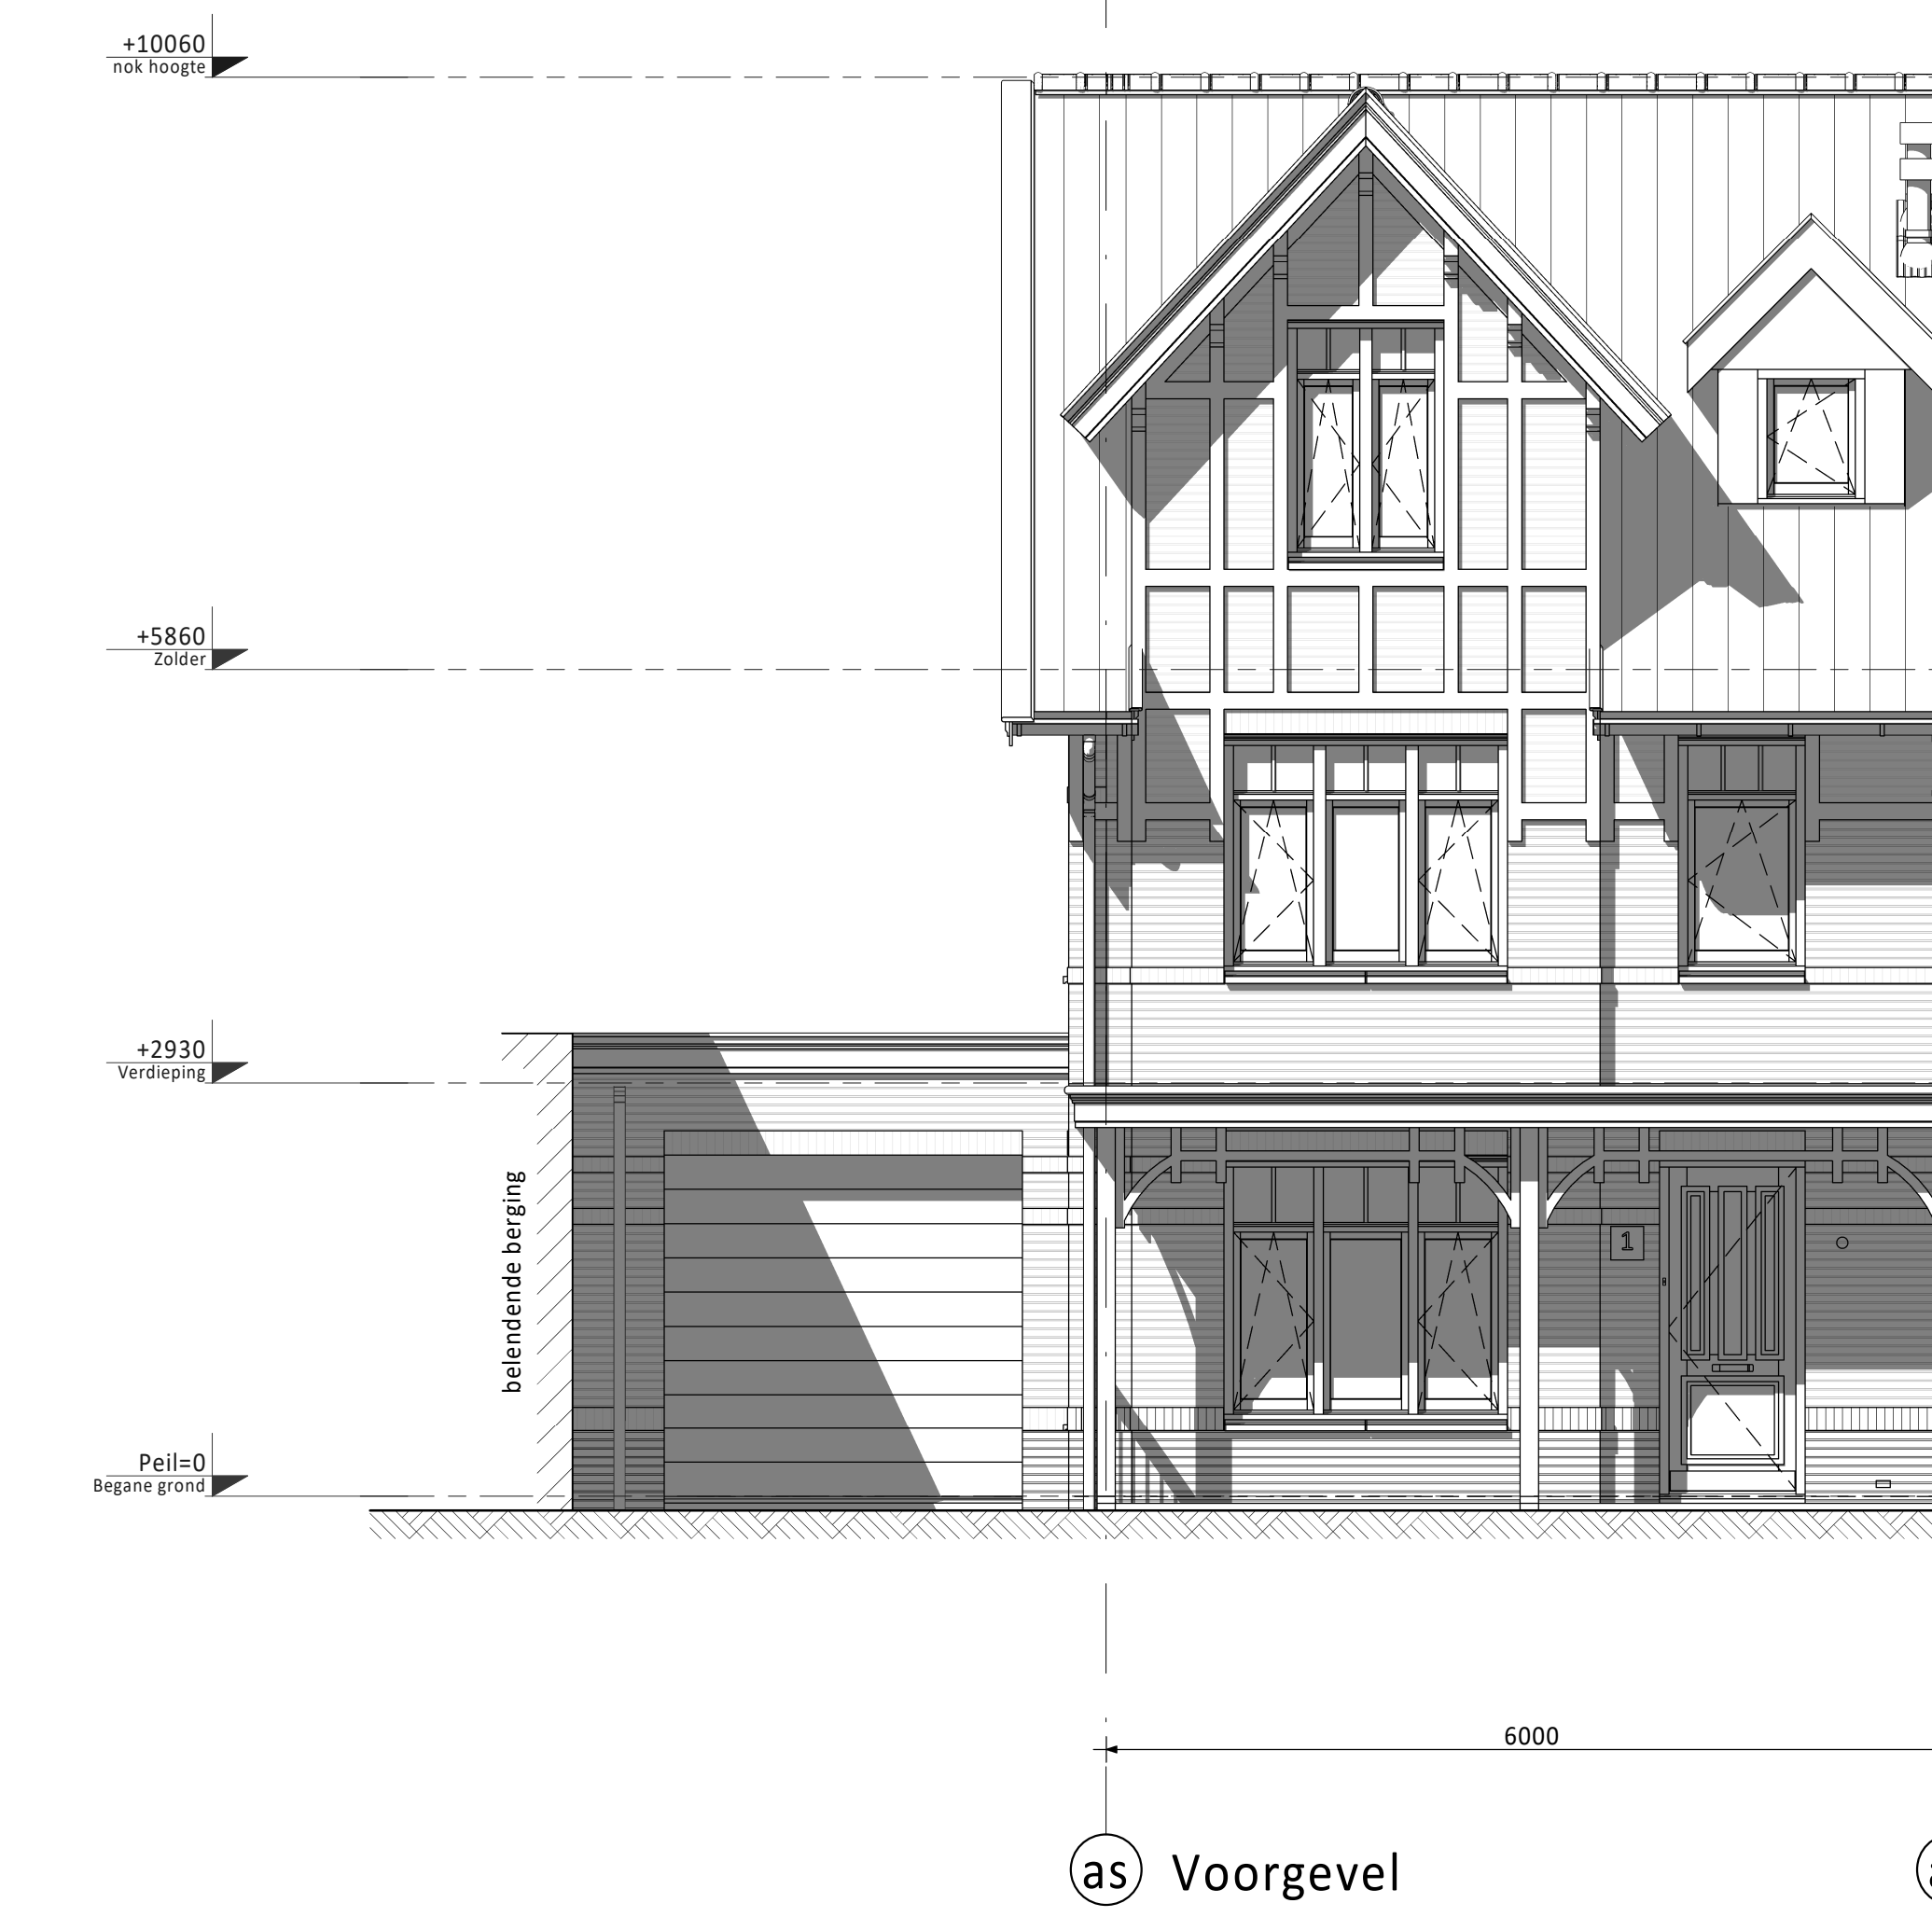 +10060
nok hoogte
+5860
Zolder
+2930
Verdieping
belendende berging
1
Peil=0
Begane grond
6000
as Voorgevel